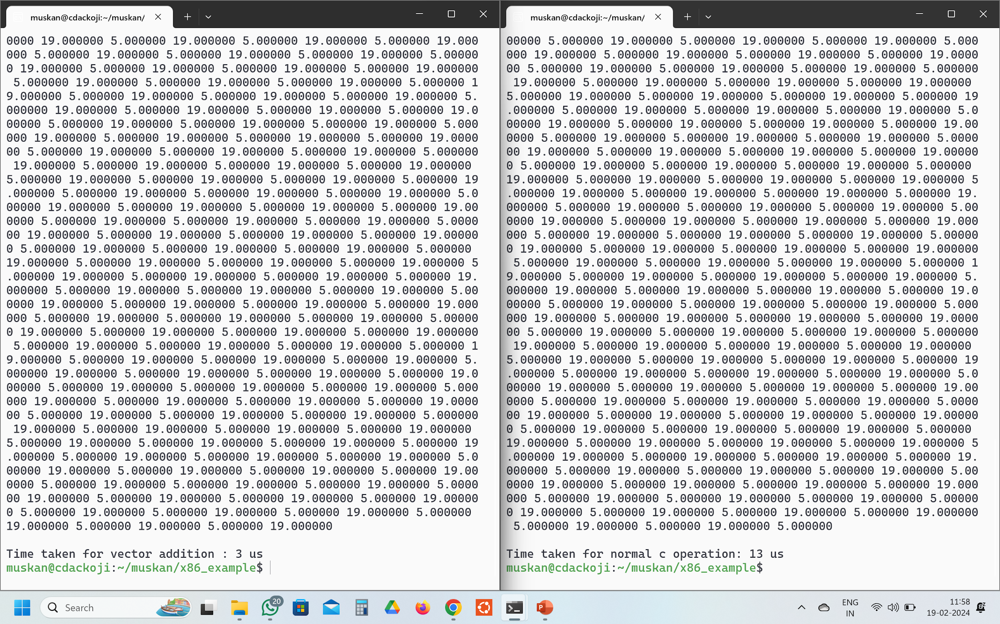 muskan@cdackoji:~/muskan/
0000 19.000000 5.000000 19.000000 5.000000 19.000000 5.000000 19.000
000 5.000000 19.000000 5.000000 19.000000 5.000000 19.000000 5.00000
0 19.000000 5.000000 19.000000 5.000000 19.000000 5.000000 19.000000
5.000000 19.000000 5.000000 19.000000 5.000000 19.000000 5.000000 1
9.000000 5.000000 19.000000 5.000000 19.000000 5.000000 19.000000 5.
000000 19.000000 5.000000 19.000000 5.000000 19.000000 5.000000 19.0
00000 5.000000 19.000000 5.000000 19.000000 5.000000 19.000000 5.000
000 19.000000 5.000000 19.000000 5.000000 19.000000 5.000000 19.0000
00 5.000000 19.000000 5.000000 19.000000 5.000000 19.000000 5.000000
19.000000 5.000000 19.000000 5.000000 19.000000 5.000000 19.000000
5.000000 19.000000 5.000000 19.000000 5.000000 19.000000 5.000000 19
.000000 5.000000 19.000000 5.000000 19.000000 5.000000 19.000000 5.0
00000 19.000000 5.000000 19.000000 5.000000 19.000000 5.000000 19.00
0000 5.000000 19.000000 5.000000 19.000000 5.000000 19.000000 5.0000
00 19.000000 5.000000 19.000000 5.000000 19.000000 5.000000 19.00000
0 5.000000 19.000000 5.000000 19.000000 5.000000 19.000000 5.000000
19.000000 5.000000 19.000000 5.000000 19.000000 5.000000 19.000000 5
.000000 19.000000 5.000000 19.000000 5.000000 19.000000 5.000000 19.
000000 5.000000 19.000000 5.000000 19.000000 5.000000 19.000000 5.00
0000 19.000000 5.000000 19.000000 5.000000 19.000000 5.000000 19.000
000 5.000000 19.000000 5.000000 19.000000 5.000000 19.000000 5.00000
0 19.000000 5.000000 19.000000 5.000000 19.000000 5.000000 19.000000
5.000000 19.000000 5.000000 19.000000 5.000000 19.000000 5.000000 1
9.000000 5.000000 19.000000 5.000000 19.000000 5.000000 19.000000 5.
000000 19.000000 5.000000 19.000000 5.000000 19.000000 5.000000 19.0
00000 5.000000 19.000000 5.000000 19.000000 5.000000 19.000000 5.000
000 19.000000 5.000000 19.000000 5.000000 19.000000 5.000000 19.0000
00 5.000000 19.000000 5.000000 19.000000 5.000000 19.000000 5.000000
19.000000 5.000000 19.000000 5.000000 19.000000 5.000000 19.000000
5.000000 19.000000 5.000000 19.000000 5.000000 19.000000 5.000000 19
.000000 5.000000 19.000000 5.000000 19.000000 5.000000 19.000000 5.0
00000 19.000000 5.000000 19.000000 5.000000 19.000000 5.000000 19.00
0000 5.000000 19.000000 5.000000 19.000000 5.000000 19.000000 5.0000
00 19.000000 5.000000 19.000000 5.000000 19.000000 5.000000 19.00000
0 5.000000 19.000000 5.000000 19.000000 5.000000 19.000000 5.000000
19.000000 5.000000 19.000000 5.000000 19.000000
Time taken for vector addition : 3 us
muskan@cdackoji:~/muskan/x86_example$
muskan@cdackoji:~/muskan/
00000 5.000000 19.000000 5.000000 19.000000 5.000000 19.000000 5.000
000 19.000000 5.000000 19.000000 5.000000 19.000000 5.000000 19.0000
00 5.000000 19.000000 5.000000 19.000000 5.000000 19.000000 5.000000
19.000000 5.000000 19.000000 5.000000 19.000000 5.000000 19.000000
5.000000 19.000000 5.000000 19.000000 5.000000 19.000000 5.000000 19
.000000 5.000000 19.000000 5.000000 19.000000 5.000000 19.000000 5.0
00000 19.000000 5.000000 19.000000 5.000000 19.000000 5.000000 19.00
0000 5.000000 19.000000 5.000000 19.000000 5.000000 19.000000 5.0000
00 19.000000 5.000000 19.000000 5.000000 19.000000 5.000000 19.00000
0 5.000000 19.000000 5.000000 19.000000 5.000000 19.000000 5.000000
19.000000 5.000000 19.000000 5.000000 19.000000 5.000000 19.000000 5
.000000 19.000000 5.000000 19.000000 5.000000 19.000000 5.000000 19.
000000 5.000000 19.000000 5.000000 19.000000 5.000000 19.000000 5.00
0000 19.000000 5.000000 19.000000 5.000000 19.000000 5.000000 19.000
000 5.000000 19.000000 5.000000 19.000000 5.000000 19.000000 5.00000
0 19.000000 5.000000 19.000000 5.000000 19.000000 5.000000 19.000000
5.000000 19.000000 5.000000 19.000000 5.000000 19.000000 5.000000 1
9.000000 5.000000 19.000000 5.000000 19.000000 5.000000 19.000000 5.
000000 19.000000 5.000000 19.000000 5.000000 19.000000 5.000000 19.0
00000 5.000000 19.000000 5.000000 19.000000 5.000000 19.000000 5.000
000 19.000000 5.000000 19.000000 5.000000 19.000000 5.000000 19.0000
00 5.000000 19.000000 5.000000 19.000000 5.000000 19.000000 5.000000
19.000000 5.000000 19.000000 5.000000 19.000000 5.000000 19.000000
5.000000 19.000000 5.000000 19.000000 5.000000 19.000000 5.000000 19
.000000 5.000000 19.000000 5.000000 19.000000 5.000000 19.000000 5.0
00000 19.000000 5.000000 19.000000 5.000000 19.000000 5.000000 19.00
0000 5.000000 19.000000 5.000000 19.000000 5.000000 19.000000 5.0000
00 19.000000 5.000000 19.000000 5.000000 19.000000 5.000000 19.00000
0 5.000000 19.000000 5.000000 19.000000 5.000000 19.000000 5.000000
19.000000 5.000000 19.000000 5.000000 19.000000 5.000000 19.000000 5
.000000 19.000000 5.000000 19.000000 5.000000 19.000000 5.000000 19.
000000 5.000000 19.000000 5.000000 19.000000 5.000000 19.000000 5.00
0000 19.000000 5.000000 19.000000 5.000000 19.000000 5.000000 19.000
000 5.000000 19.000000 5.000000 19.000000 5.000000 19.000000 5.00000
0 19.000000 5.000000 19.000000 5.000000 19.000000 5.000000 19.000000
5.000000 19.000000 5.000000 19.000000 5.000000
Time taken for normal c operation: 13 us
muskan@cdackoji:~/muskan/x86_example$
Search
20
P
ENG
IN
11:58
19-02-2024